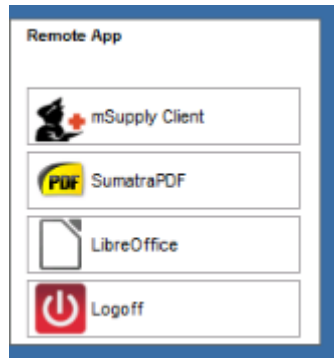 Remote App
mSupply Client
PDF SumatraPDF
LibreOffice
Logoff